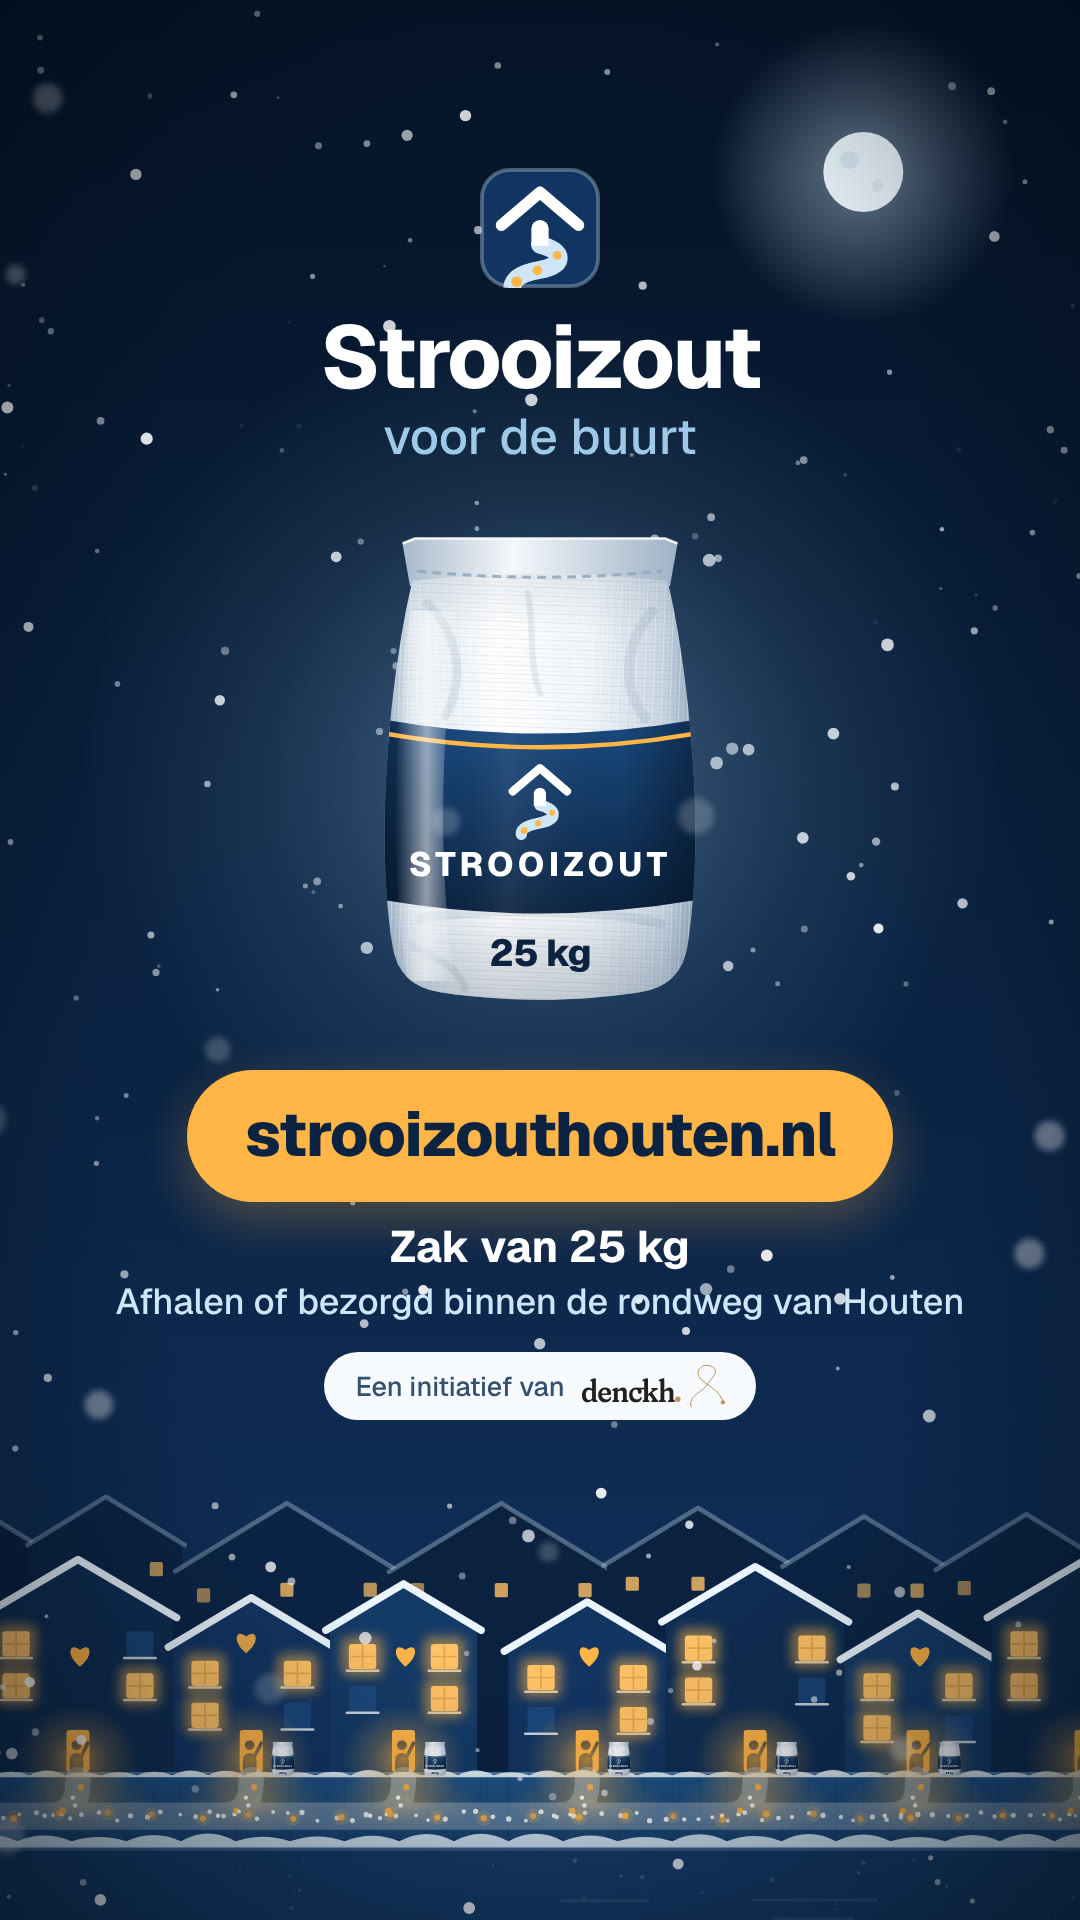 Strooizout
voor de buurt
STROOIZOUT
25 kg
strooizouthouten.nl
Zak van 25 kg
Afhalen of bezorgd binnen de rondweg van Houten
Een initiatief van denckh.